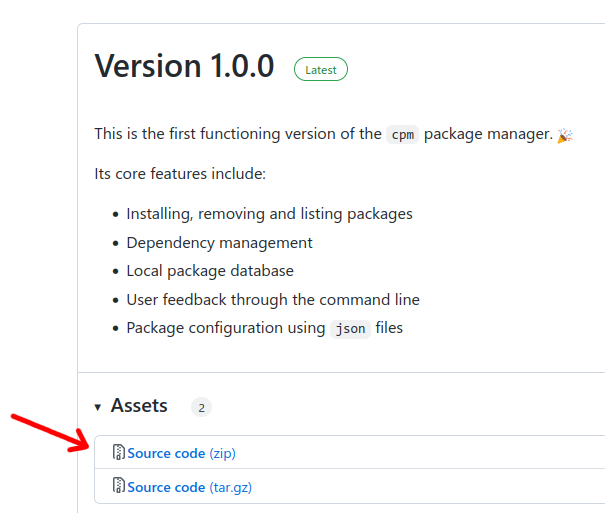 Version 1.0.0 Latest
This is the first functioning version of the cpm package manager. 🎉
Its core features include:
• Installing, removing and listing packages
• Dependency management
• Local package database
• User feedback through the command line
• Package configuration using json files
▾ Assets 2
Source code (zip)
Source code (tar.gz)